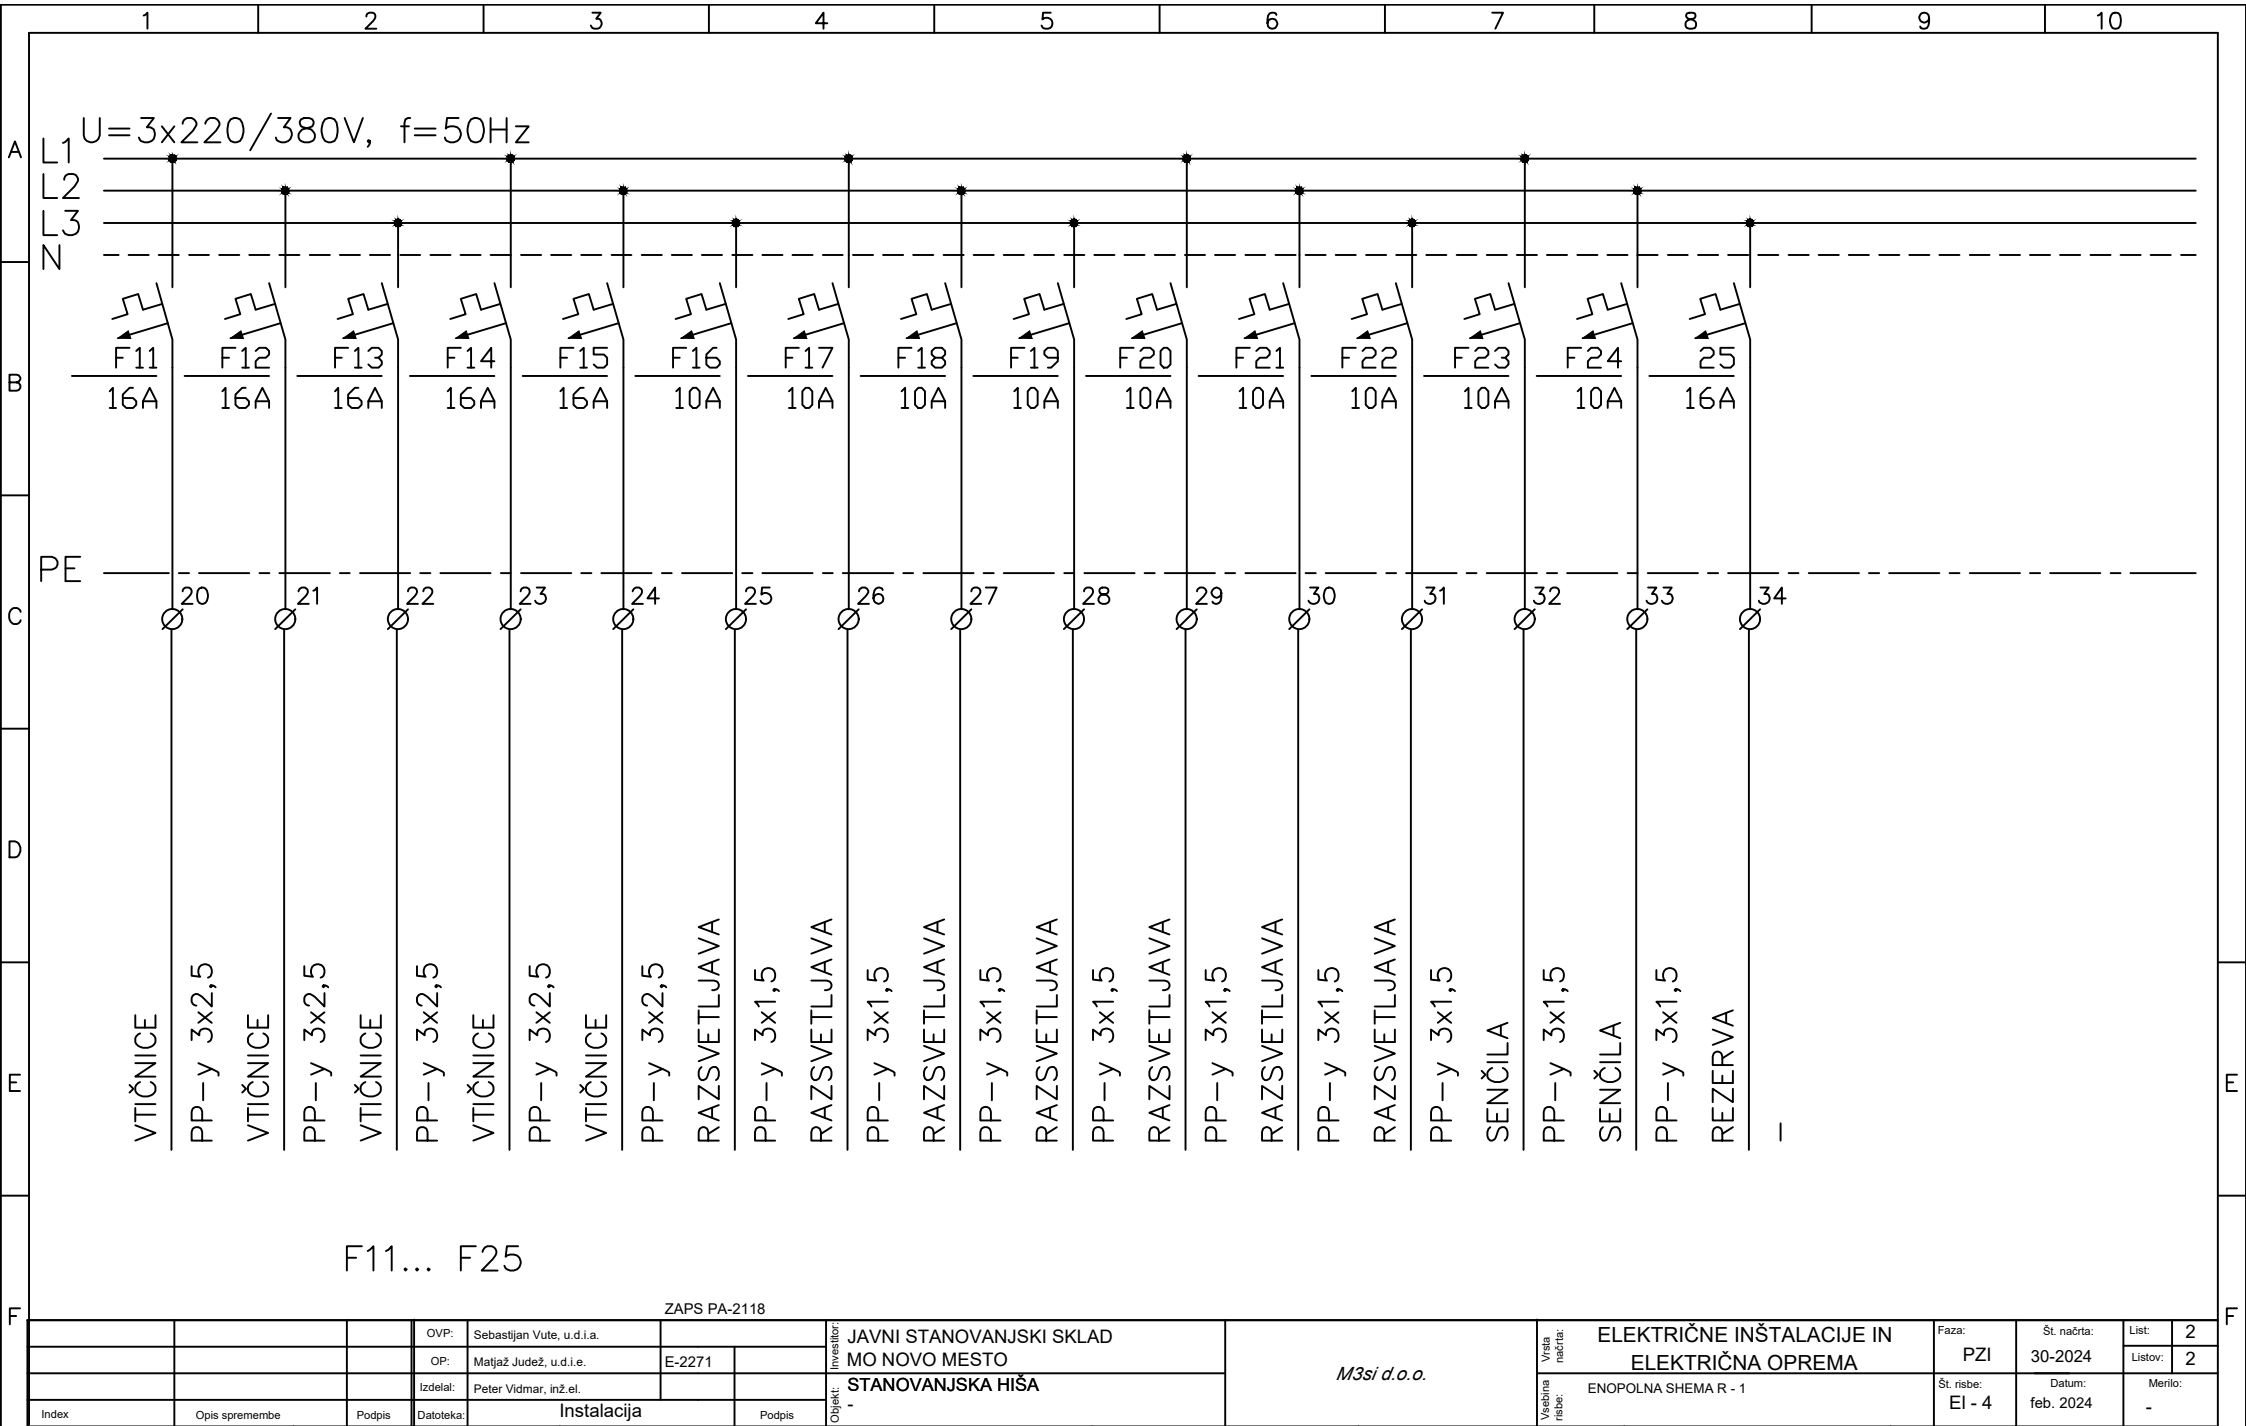 1 2 3 4 5 6 7 8 9 10
U=3x220/380V, f=50Hz
A L1
L2
L3
N
F11 F12 F13 F14 F15 F16 F17 F18 F19 F20 F21 F22 F23 F24 25
B
16A 16A 16A 16A 16A 10A 10A 10A 10A 10A 10A 10A 10A 10A 16A
PE
20 21 22 23 24 25 26 27 28 29 30 31 32 33 34
C
D
E E
VTIČNICE
PP-y 3x2,5
VTIČNICE
PP-y 3x2,5
VTIČNICE
PP-y 3x2,5
VTIČNICE
PP-y 3x2,5
VTIČNICE
PP-y 3x2,5
RAZSVETLJAVA
PP-y 3x1,5
RAZSVETLJAVA
PP-y 3x1,5
RAZSVETLJAVA
PP-y 3x1,5
RAZSVETLJAVA
PP-y 3x1,5
RAZSVETLJAVA
PP-y 3x1,5
RAZSVETLJAVA
PP-y 3x1,5
RAZSVETLJAVA
PP-y 3x1,5
SENČILA
PP-y 3x1,5
SENČILA
PP-y 3x1,5
REZERVA
-
F11... F25
F F
ZAPS PA-2118
OVP: Sebastijan Vute, u.d.i.a.
OP: Matjaž Judež, u.d.i.e. E-2271
Izdelal: Peter Vidmar, inž.el.
Index Opis spremembe Podpis Datoteka: Instalacija Podpis
Investitor: JAVNI STANOVANJSKI SKLAD
MO NOVO MESTO
Objekt: STANOVANJSKA HIŠA
-
M3si d.o.o.
Vrsta načrta: ELEKTRIČNE INŠTALACIJE IN
ELEKTRIČNA OPREMA
Vsebina risbe: ENOPOLNA SHEMA R - 1
Faza: PZI
Št. načrta: 30-2024
List: 2
Listov: 2
Št. risbe: EI - 4
Datum: feb. 2024
Merilo: -